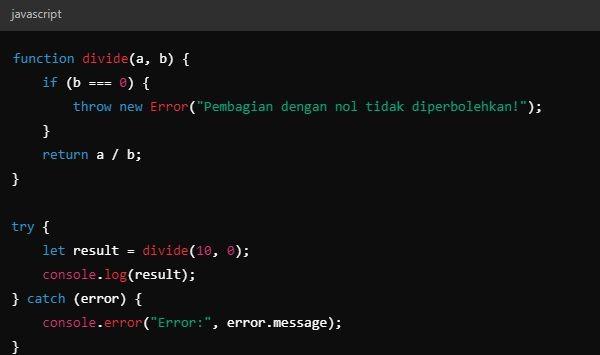 javascript
function divide(a, b) {
    if (b === 0) {
        throw new Error("Pembagian dengan nol tidak diperbolehkan!");
    }
    return a / b;
}
try {
    let result = divide(10, 0);
    console.log(result);
} catch (error) {
    console.error("Error:", error.message);
}